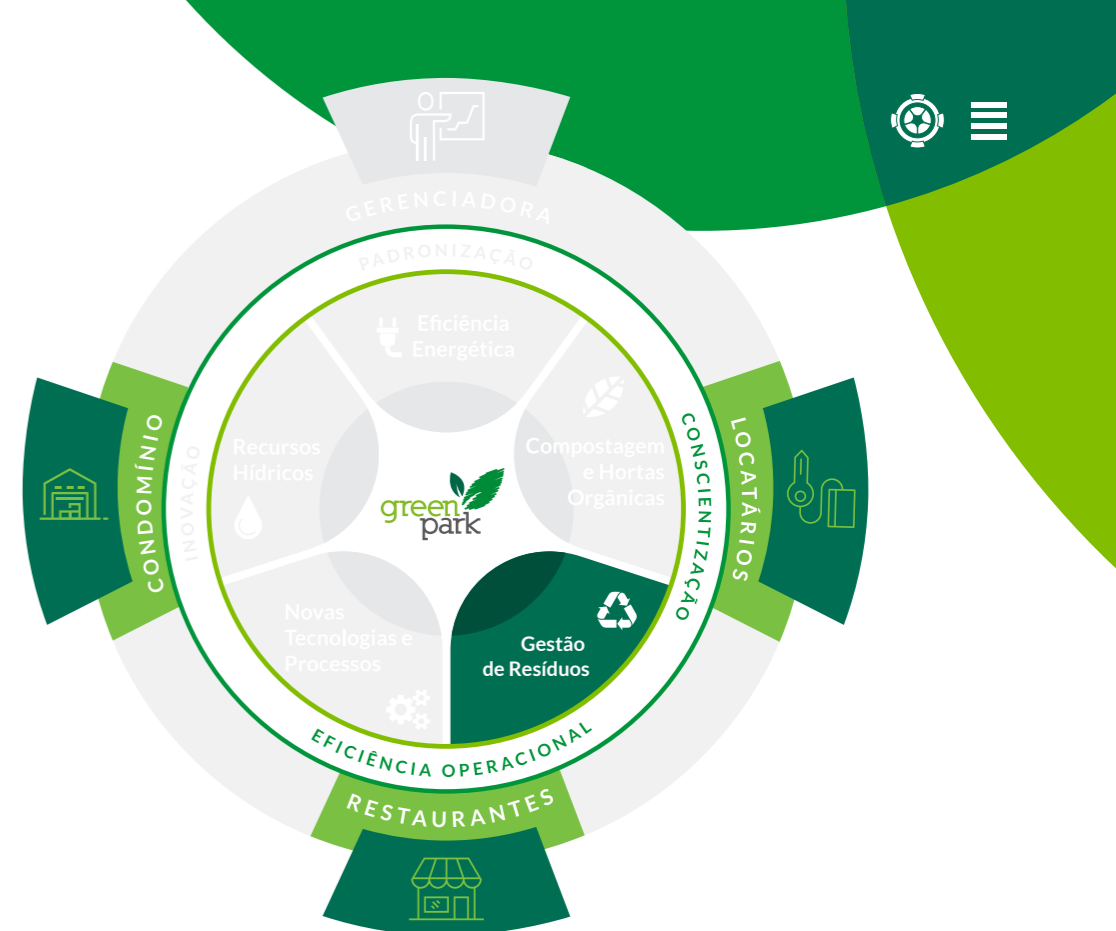 GERENCIADORA
PADRONIZAÇÃO
Eficiência
Energética
CONDOMÍNIO
INOVAÇÃO
Recursos
Hídricos
green
park
Compostagem
e Hortas
Orgânicas
CONSCIENTIZAÇÃO
LOCATÁRIOS
Novas
Tecnologias e
Processos
Gestão
de Resíduos
EFICIÊNCIA OPERACIONAL
RESTAURANTES